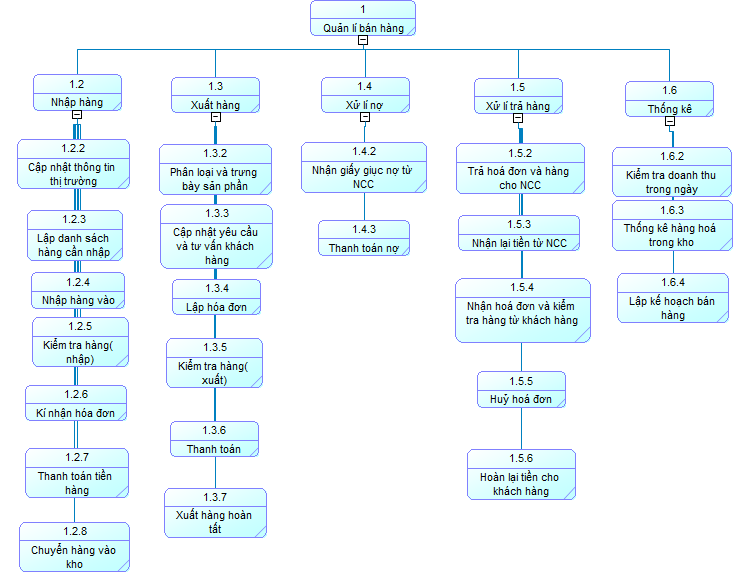 1
Quản lí bán hàng
1.2
Nhập hàng
1.2.2
Cập nhật thông tin
thị trường
1.2.3
Lập danh sách
hàng cần nhập
1.2.4
Nhập hàng vào
1.2.5
Kiểm tra hàng(
nhập)
1.2.6
Kí nhận hóa đơn
1.2.7
Thanh toán tiền
hàng
1.2.8
Chuyển hàng vào
kho
1.3
Xuất hàng
1.3.2
Phân loại và trưng
bày sản phẩn
1.3.3
Cập nhật yêu cầu
và tư vấn khách
hàng
1.3.4
Lập hóa đơn
1.3.5
Kiểm tra hàng(
xuất)
1.3.6
Thanh toán
1.3.7
Xuất hàng hoàn
tất
1.4
Xử lí nợ
1.4.2
Nhận giấy giục nợ từ
NCC
1.4.3
Thanh toán nợ
1.5
Xử lí trả hàng
1.5.2
Trả hoá đơn và hàng
cho NCC
1.5.3
Nhận lại tiền từ NCC
1.5.4
Nhận hoá đơn và kiểm
tra hàng từ khách hàng
1.5.5
Huỷ hoá đơn
1.5.6
Hoàn lại tiền cho
khách hàng
1.6
Thống kê
1.6.2
Kiểm tra doanh thu
trong ngày
1.6.3
Thống kê hàng hoá
trong kho
1.6.4
Lập kế hoạch bán
hàng